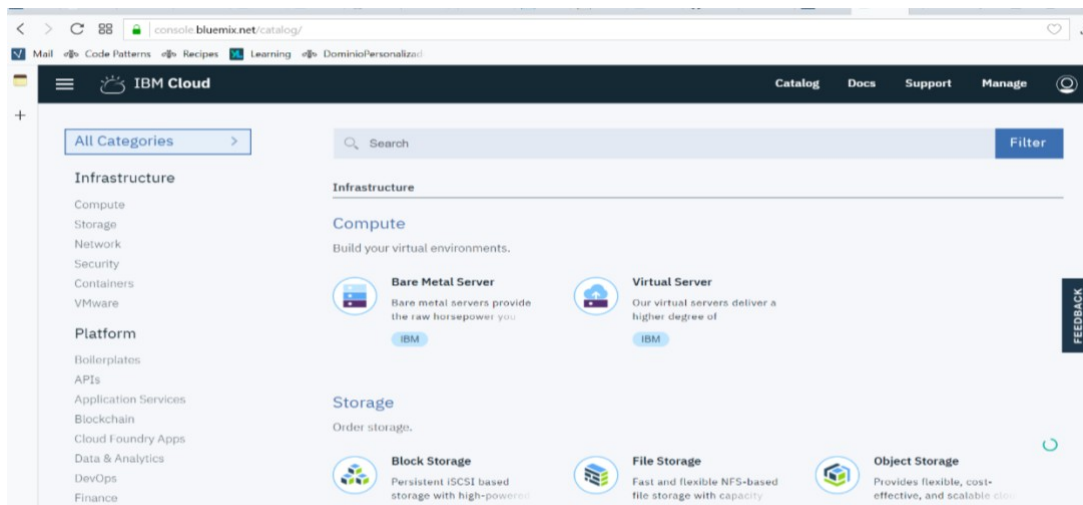 88
console.bluemix.net/catalog/
Mail Code Patterns Recipes Learning DominioPersonalizad
IBM Cloud
Catalog Docs Support Manage
All Categories
Infrastructure
Compute
Storage
Network
Security
Containers
VMware
Platform
Boilerplates
APIs
Application Services
Blockchain
Cloud Foundry Apps
Data & Analytics
DevOps
Finance
Search
Filter
Infrastructure
Compute
Build your virtual environments.
Bare Metal Server
Bare metal servers provide
the raw horsepower you
IBM
Virtual Server
Our virtual servers deliver a
higher degree of
IBM
Storage
Order storage.
Block Storage
Persistent iSCSI based
storage with high-powered
File Storage
Fast and flexible NFS-based
file storage with capacity
Object Storage
Provides flexible, cost-
effective, and scalable clou
FEEDBACK